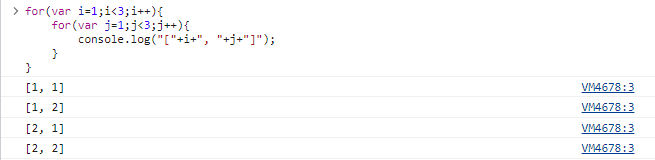 > for(var i=1;i<3;i++){
for(var j=1;j<3;j++){
console.log("["+i+", "+j+"]");
}
}
[1, 1] VM4678:3
[1, 2] VM4678:3
[2, 1] VM4678:3
[2, 2] VM4678:3